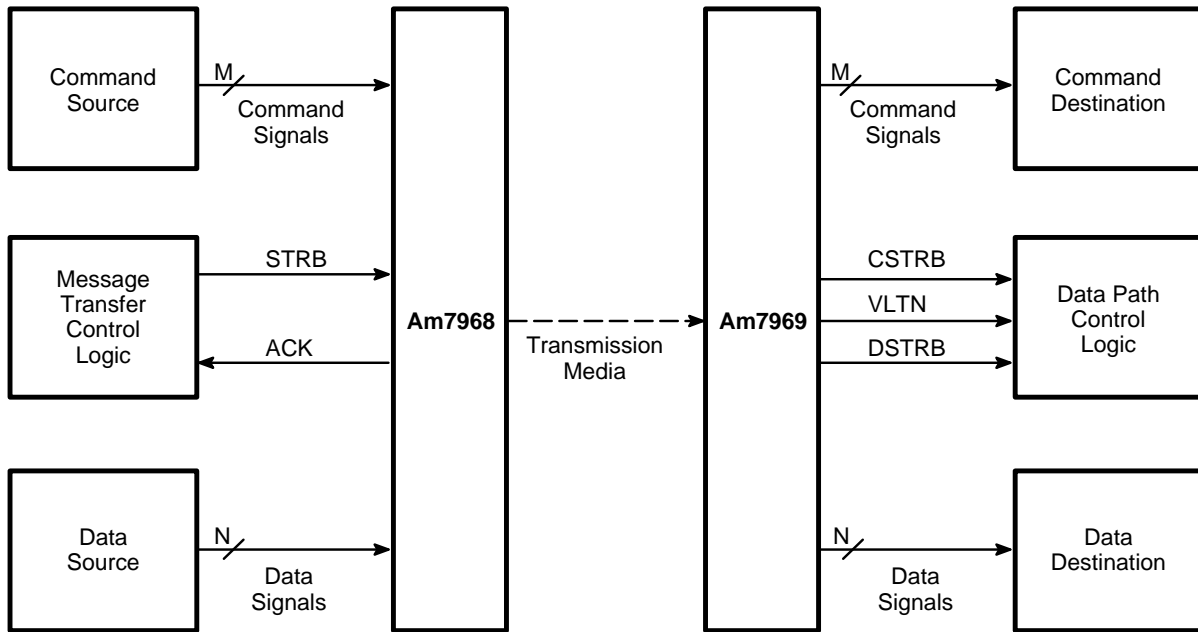 Command
Source
M
Command
Signals
Message
Transfer
Control
Logic
STRB
ACK
Data
Source
N
Data
Signals
Am7968
Transmission
Media
Am7969
M
Command
Signals
Command
Destination
CSTRB
VLTN
DSTRB
Data Path
Control
Logic
N
Data
Signals
Data
Destination